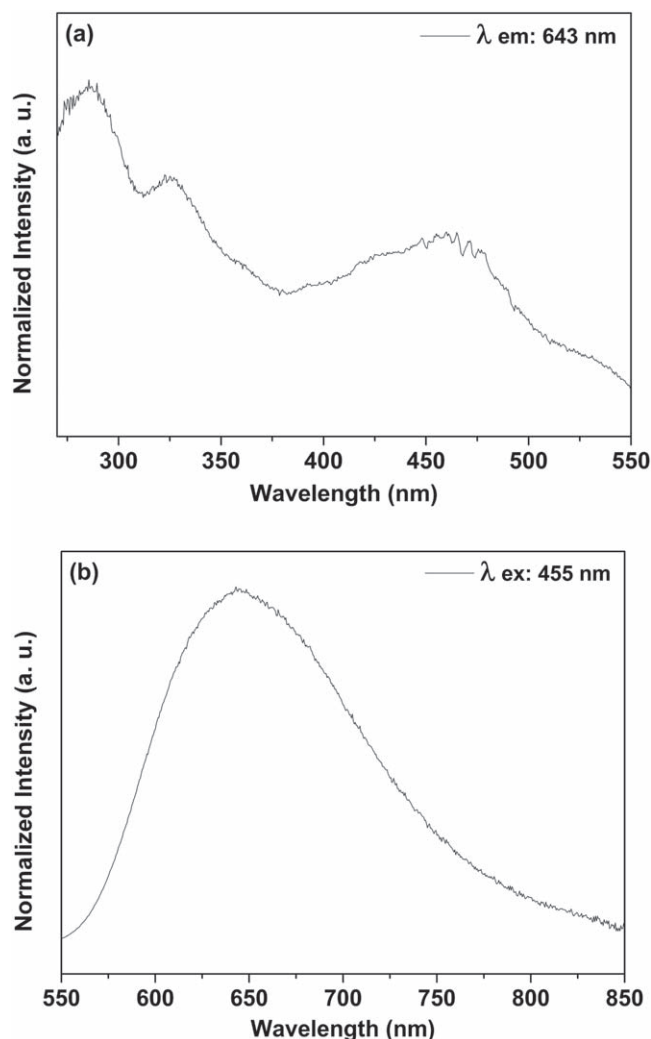 (a)
λ em: 643 nm
Normalized Intensity (a. u.)
300 350 400 450 500 550
Wavelength (nm)
(b)
λ ex: 455 nm
Normalized Intensity (a. u.)
550 600 650 700 750 800 850
Wavelength (nm)